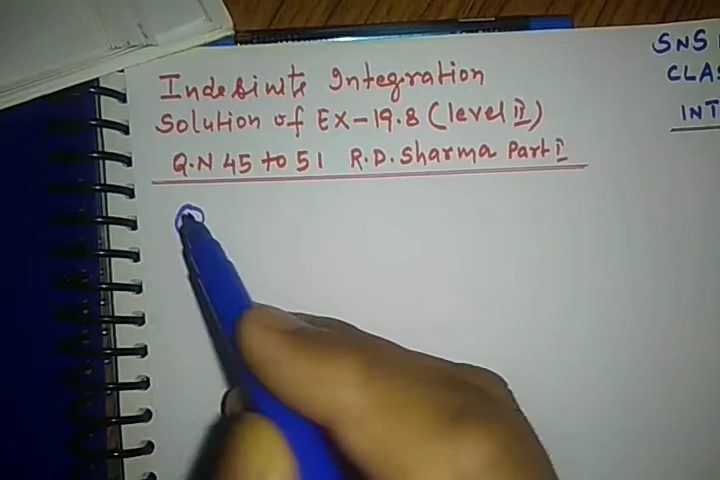 Indefinite Integration
Solution of EX-19.8 (level II)
Q.N 45 to 51 R.D. Sharma Part I
SNS
CLA
INT